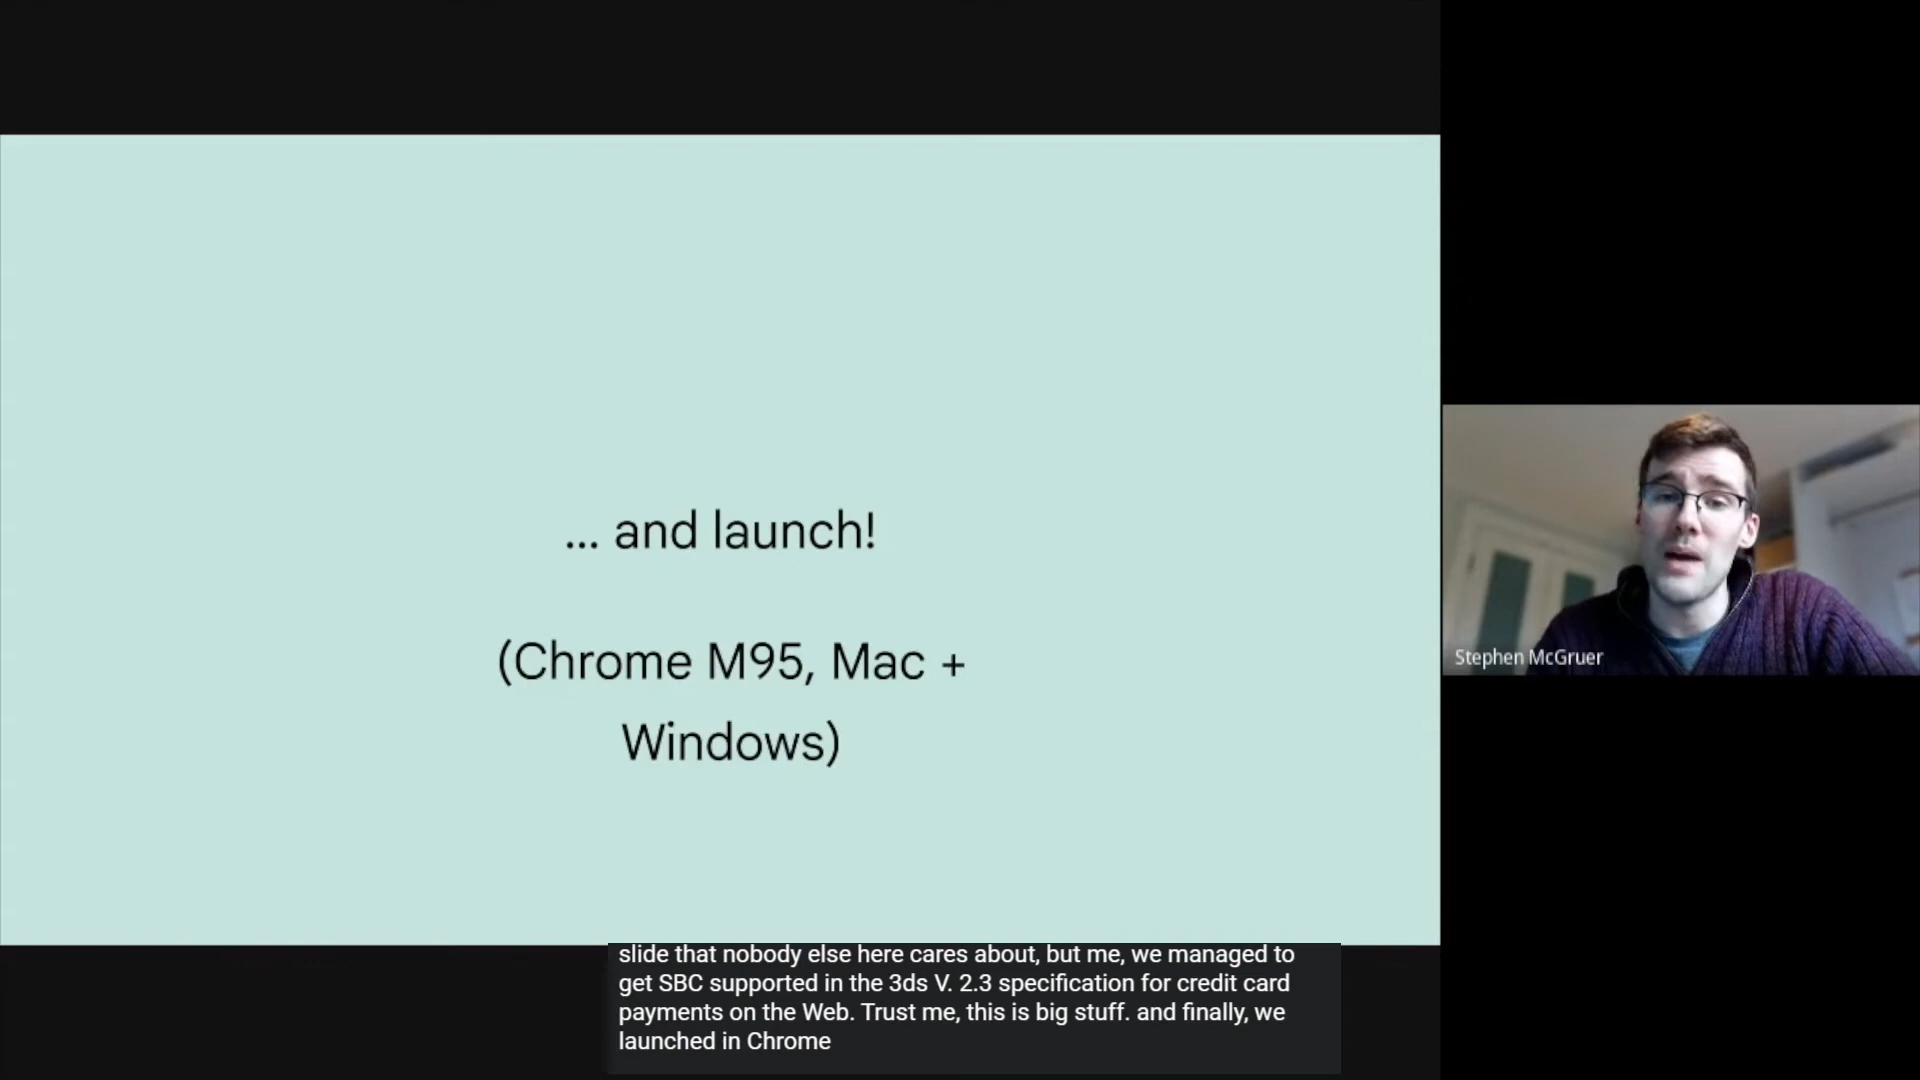 ... and launch!
(Chrome M95, Mac +
Windows)
Stephen McGruer
slide that nobody else here cares about, but me, we managed to
get SBC supported in the 3ds V. 2.3 specification for credit card
payments on the Web. Trust me, this is big stuff. and finally, we
launched in Chrome